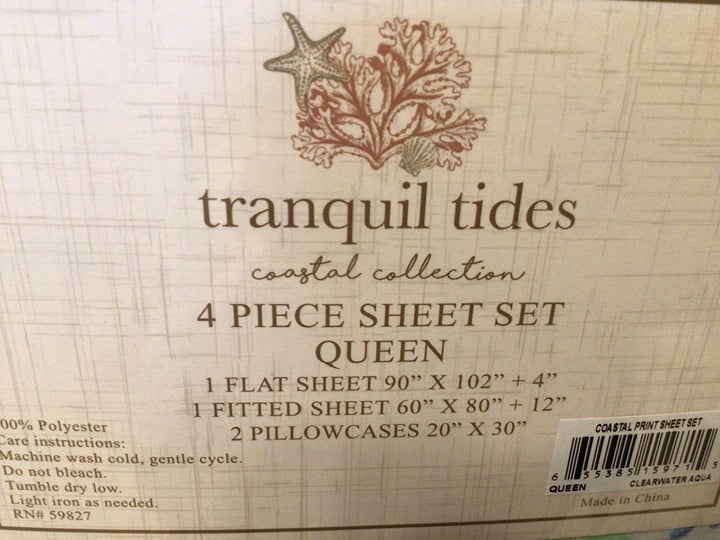 tranquil tides
coastal collection
4 PIECE SHEET SET
QUEEN
1 FLAT SHEET 90” X 102” + 4”
1 FITTED SHEET 60” X 80” + 12”
2 PILLOWCASES 20” X 30”
00% Polyester
Care instructions:
Machine wash cold, gentle cycle.
Do not bleach.
Tumble dry low.
Light iron as needed.
RN# 59827
COASTAL PRINT SHEET SET
6 55385 15971 5
QUEEN CLEARWATER AQUA
Made in China